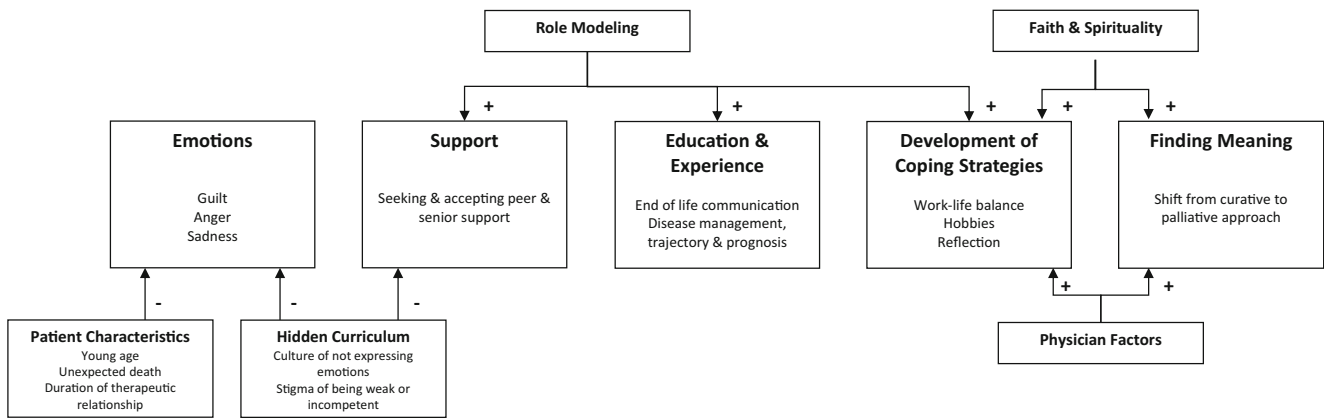 Role Modeling
Faith & Spirituality
+
+
+
+
+
Emotions
Guilt
Anger
Sadness
Support
Seeking & accepting peer &
senior support
Education &
Experience
End of life communication
Disease management,
trajectory & prognosis
Development of
Coping Strategies
Work-life balance
Hobbies
Reflection
Finding Meaning
Shift from curative to
palliative approach
-
-
-
+
+
Patient Characteristics
Young age
Unexpected death
Duration of therapeutic
relationship
Hidden Curriculum
Culture of not expressing
emotions
Stigma of being weak or
incompetent
Physician Factors